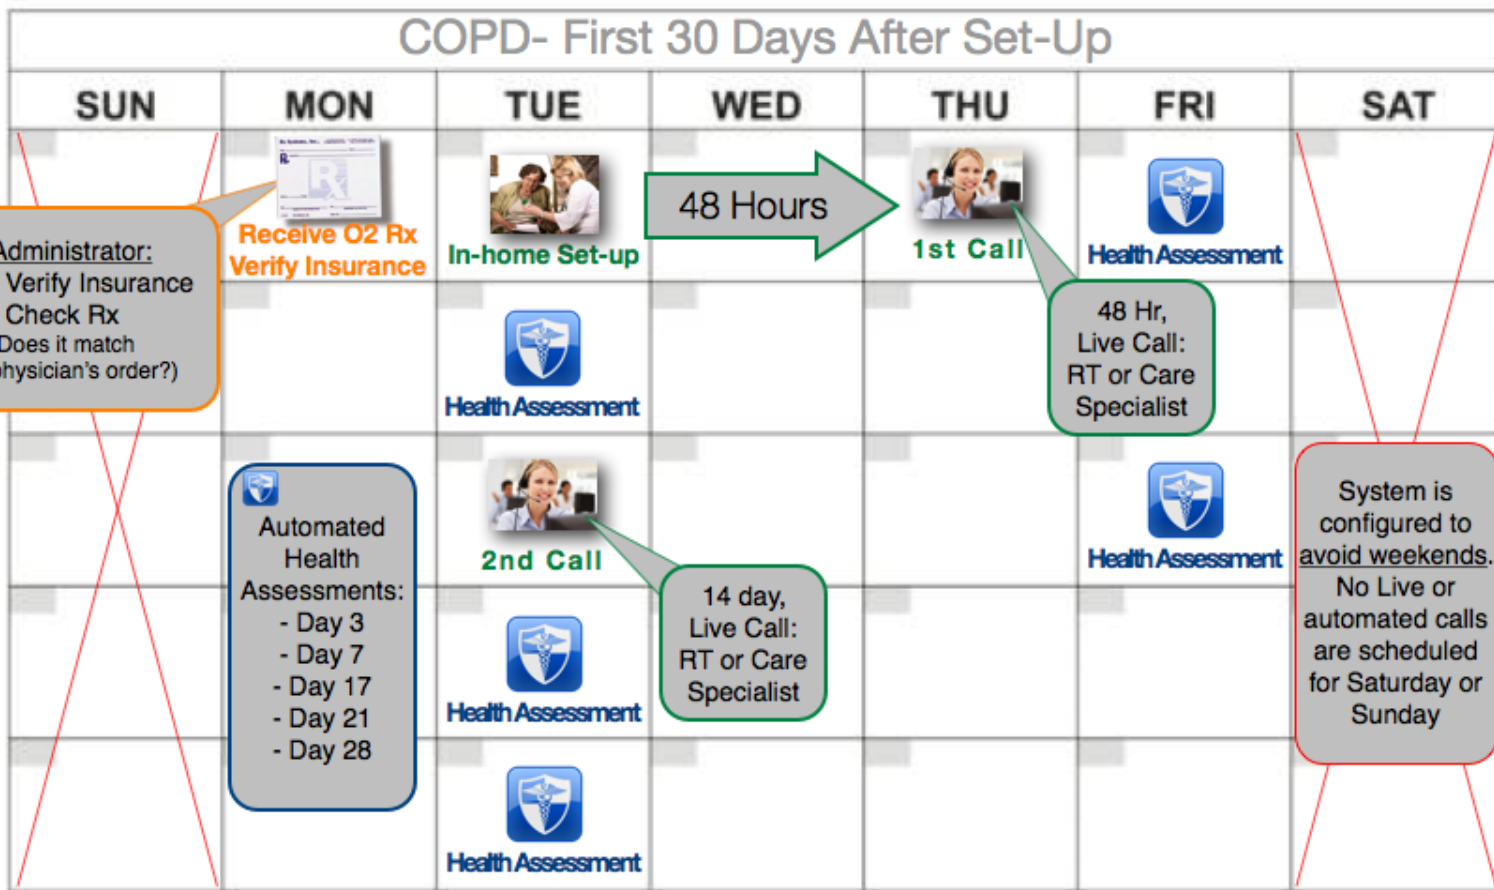 COPD- First 30 Days After Set-Up
SUN MON TUE WED THU FRI SAT
Rx
Receive O2 Rx
Verify Insurance
In-home Set-up
48 Hours
1st Call
Health Assessment
Administrator:
Verify Insurance
Check Rx
Does it match
physician's order?)
48 Hr,
Live Call:
RT or Care
Specialist
Health Assessment
Automated
Health
Assessments:
- Day 3
- Day 7
- Day 17
- Day 21
- Day 28
2nd Call
14 day,
Live Call:
RT or Care
Specialist
Health Assessment
System is
configured to
avoid weekends.
No Live or
automated calls
are scheduled
for Saturday or
Sunday
Health Assessment
Health Assessment